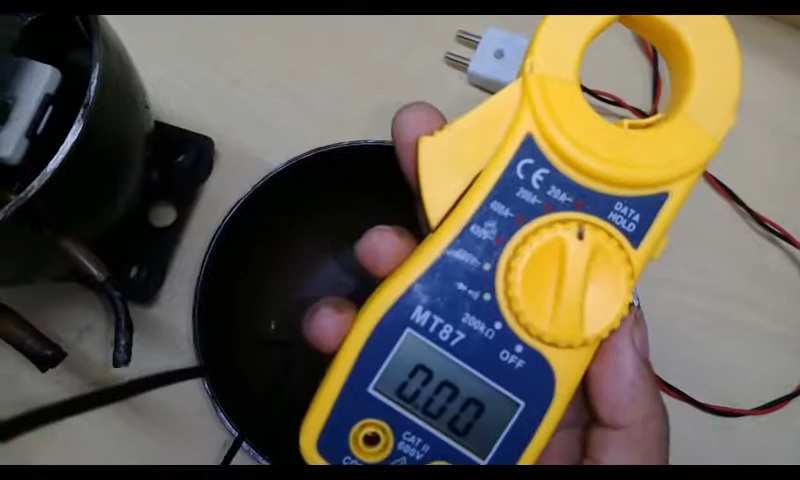 CE
20A~
200A~
400A~
DATA
HOLD
200kΩ
OFF
MT87
0.00
CAT II
600V